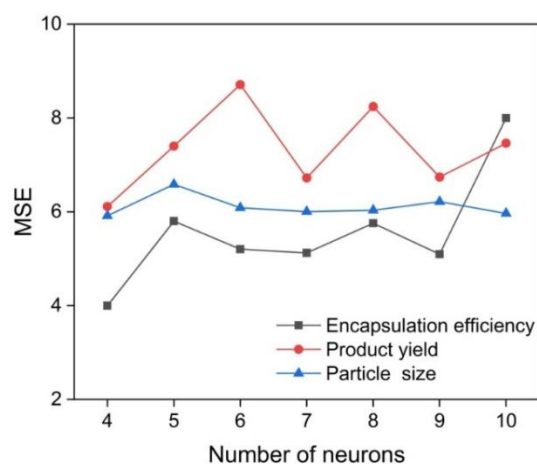 10
8
6
4
2
MSE
Encapsulation efficiency
Product yield
Particle size
4 5 6 7 8 9 10
Number of neurons